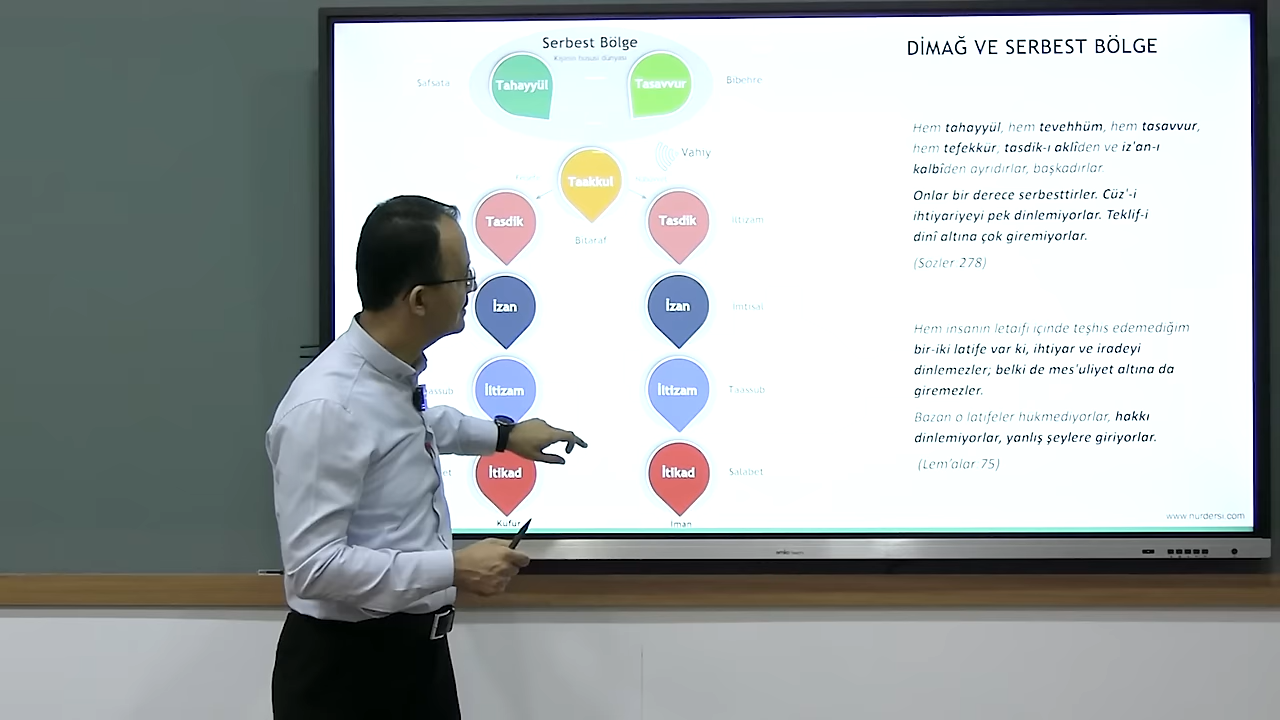 Serbest Bölge
Kişinin hususi dünyası
Safsata
Tahayyül
Tasavvur
Bibehre
Vahiy
Taakkul
Tasdik
Tasdik
İltizam
Bitaraf
İzan
İzan
İmtisal
İltizam
İltizam
Taassub
İtikad
İtikad
Salabet
Küfür
İman
DİMAĞ VE SERBEST BÖLGE
Hem tahayyül, hem tevehhüm, hem tasavvur,
hem tefekkür, tasdik-ı aklîden ve iz'an-ı
kalbîden ayrıdırlar, başkadırlar.
Onlar bir derece serbesttirler. Cüz'-i
ihtiyariyeyi pek dinlemiyorlar. Teklif-i
dinî altına çok giremiyorlar.
(Sözler 278)
Hem insanın letaifi içinde teşhis edemediğim
bir-iki latife var ki, ihtiyar ve iradeyi
dinlemezler; belki de mes'uliyet altına da
giremezler.
Bazan o latifeler hükmediyorlar, hakkı
dinlemiyorlar, yanlış şeylere giriyorlar.
(Lem'alar 75)
www.nurdersi.com